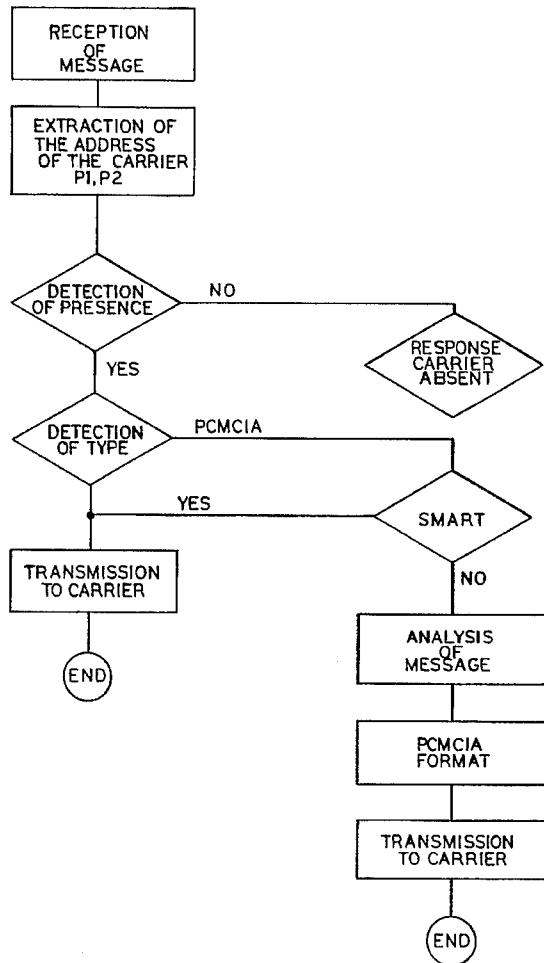 RECEPTION
OF
MESSAGE
EXTRACTION OF
THE ADDRESS
OF THE CARRIER
P1,P2
DETECTION
OF PRESENCE
NO
RESPONSE
CARRIER
ABSENT
YES
DETECTION
OF TYPE
PCMCIA
YES
SMART
NO
TRANSMISSION
TO CARRIER
END
ANALYSIS
OF
MESSAGE
PCMCIA
FORMAT
TRANSMISSION
TO CARRIER
END